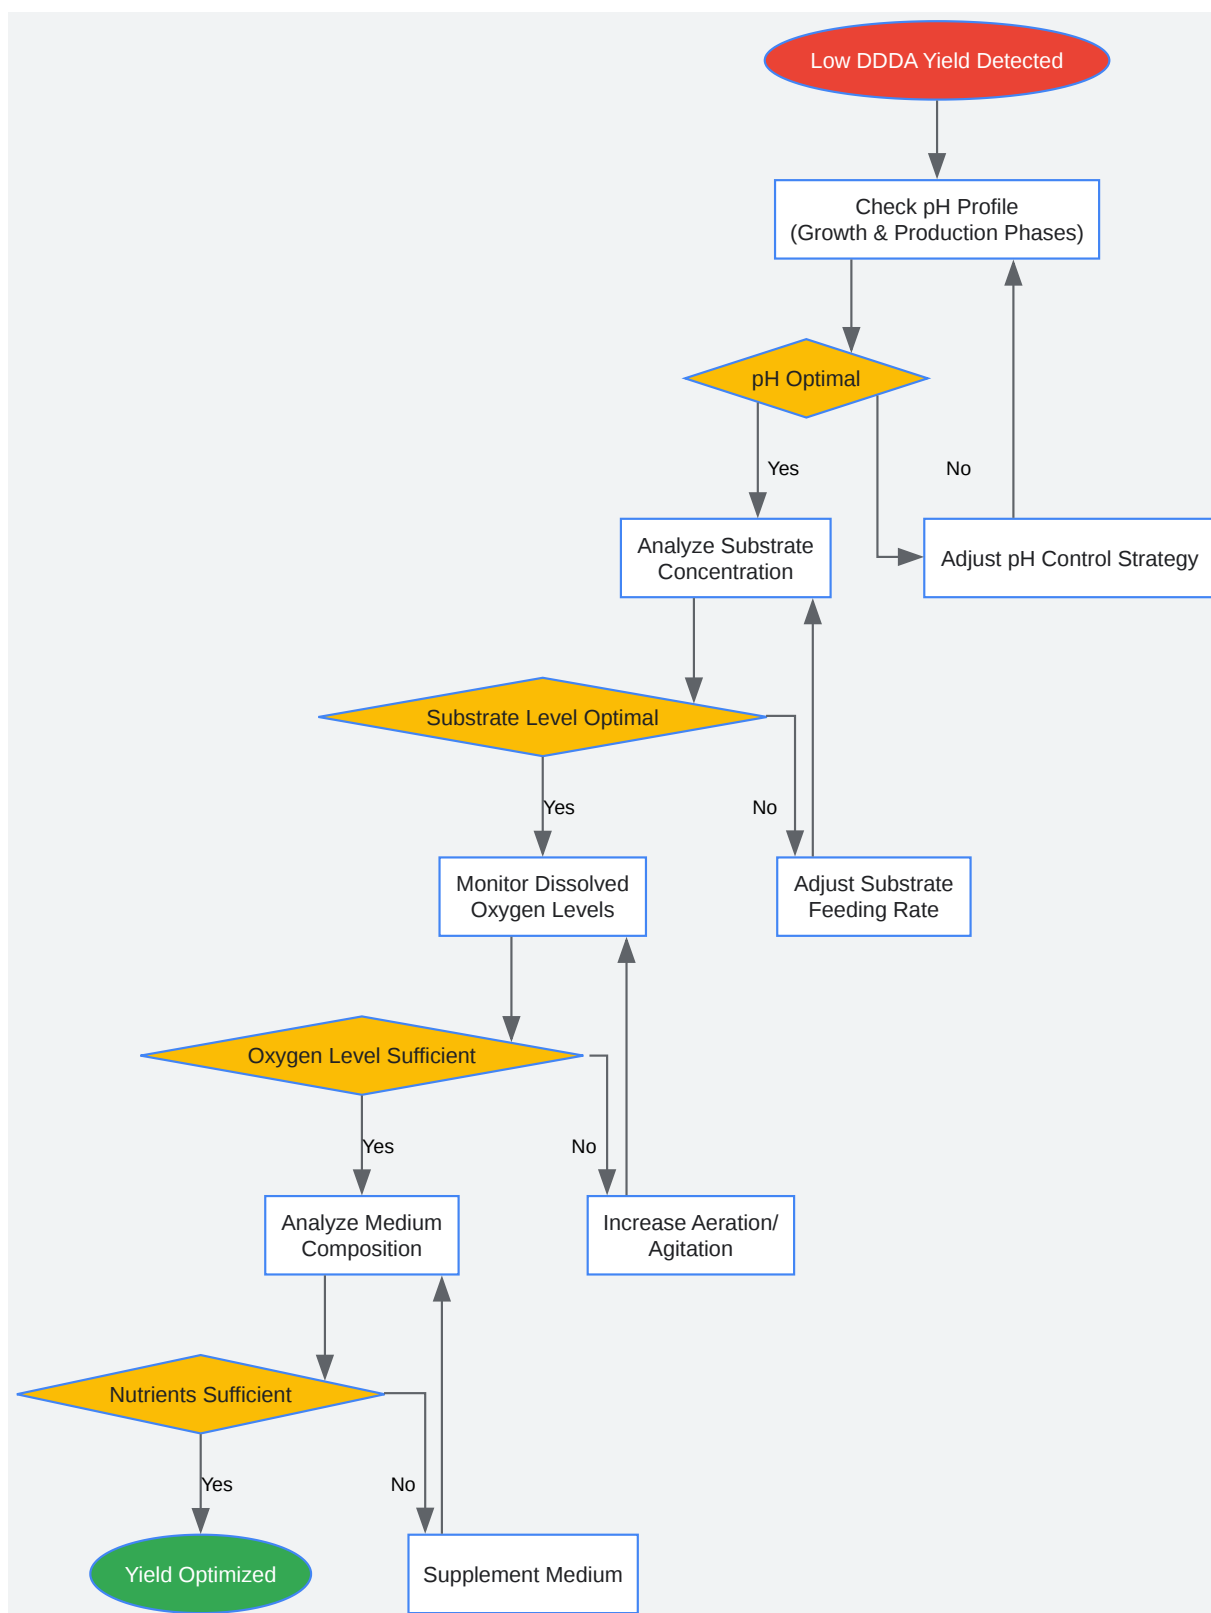 Low DDDA Yield Detected
Check pH Profile
(Growth & Production Phases)
pH Optimal
Yes
No
Analyze Substrate
Concentration
Adjust pH Control Strategy
Substrate Level Optimal
Yes
No
Monitor Dissolved
Oxygen Levels
Adjust Substrate
Feeding Rate
Oxygen Level Sufficient
Yes
No
Analyze Medium
Composition
Increase Aeration/
Agitation
Nutrients Sufficient
Yes
No
Yield Optimized
Supplement Medium